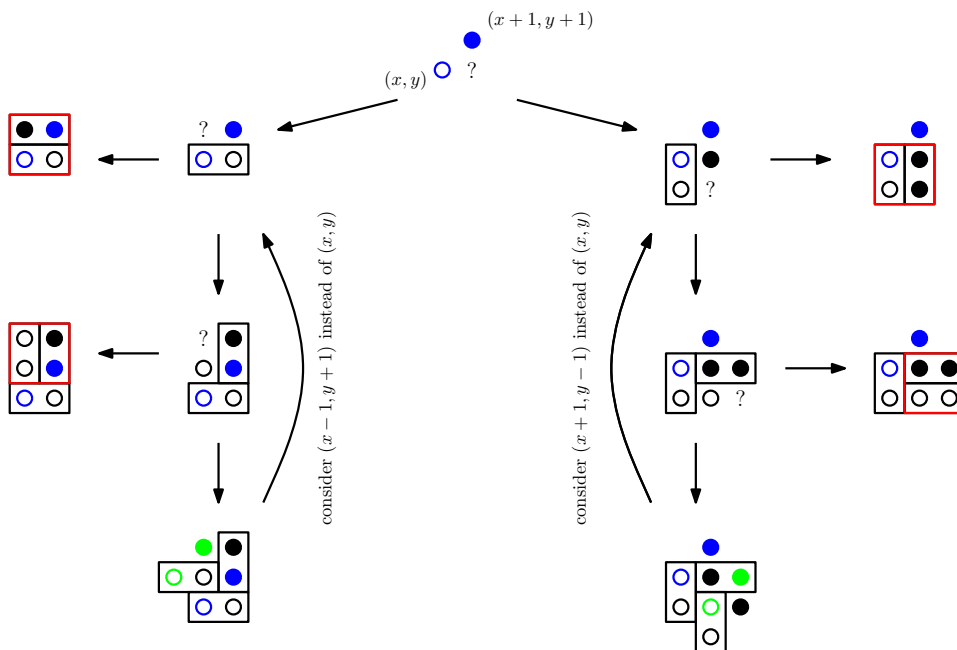 (x + 1, y + 1)
(x, y)
?
?
?
?
?
consider (x − 1, y + 1) instead of (x, y)
consider (x + 1, y − 1) instead of (x, y)